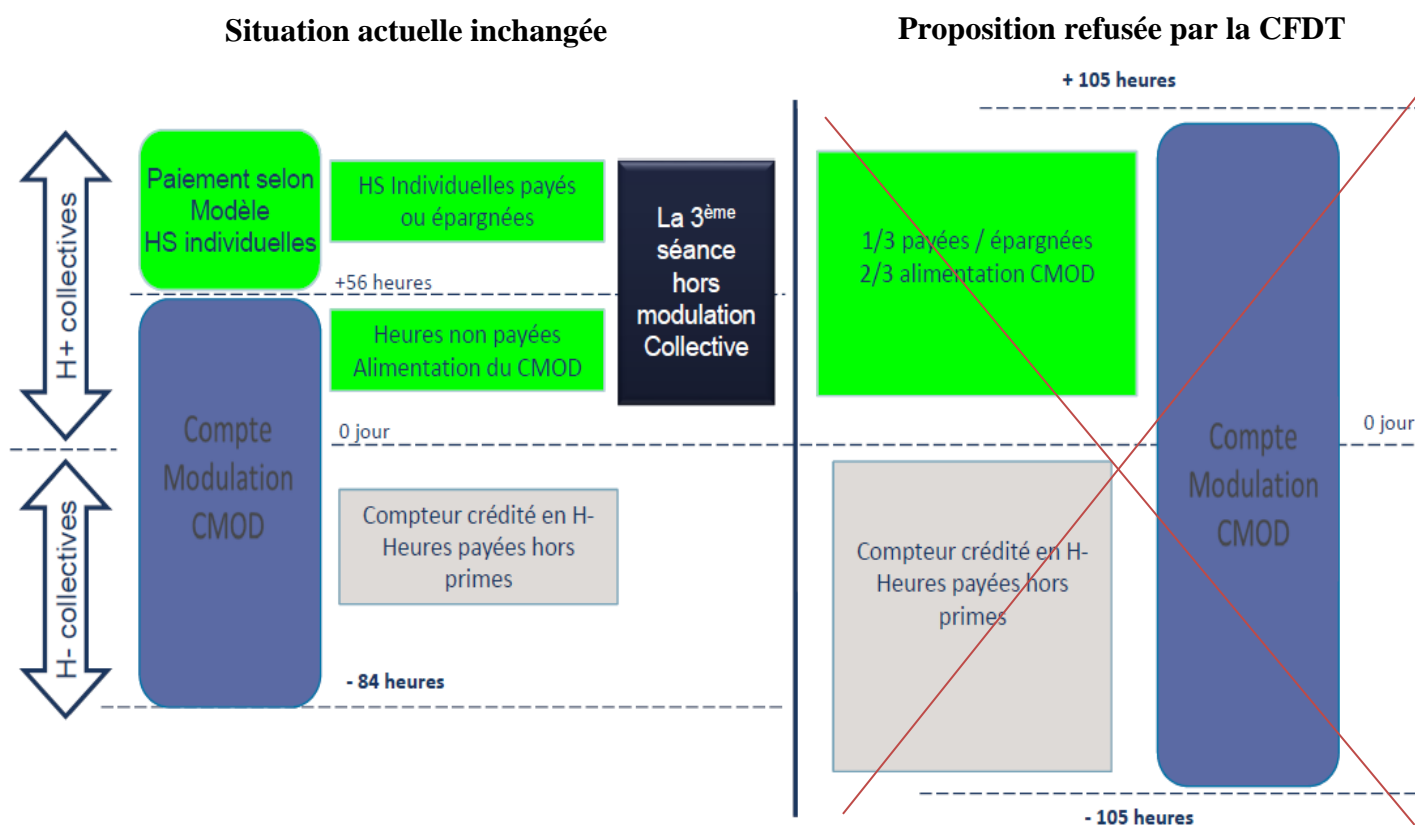 Situation actuelle inchangée
Proposition refusée par la CFDT
+ 105 heures
H+ collectives
Paiement selon
Modèle
HS individuelles
HS Individuelles payés
ou épargnées
La 3ème
séance
hors
modulation
Collective
1/3 payées / épargnées
2/3 alimentation CMOD
+56 heures
Heures non payées
Alimentation du CMOD
0 jour
0 jour
Compte
Modulation
CMOD
Compte
Modulation
CMOD
H- collectives
Compteur crédité en H-
Heures payées hors
primes
Compteur crédité en H-
Heures payées hors
primes
- 84 heures
- 105 heures